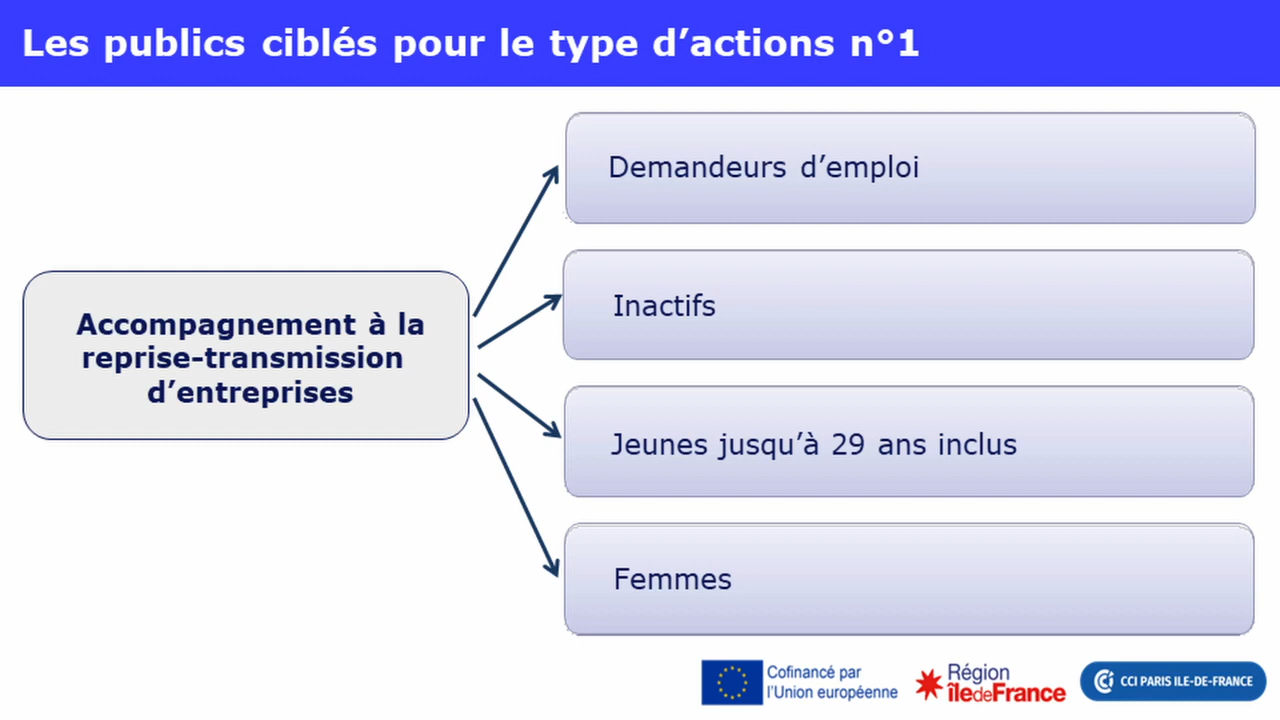 Les publics ciblés pour le type d’actions n°1
Accompagnement à la
reprise-transmission
d’entreprises
Demandeurs d’emploi
Inactifs
Jeunes jusqu’à 29 ans inclus
Femmes
Cofinancé par
l’Union européenne
Région
îledeFrance
CCI PARIS ILE-DE-FRANCE